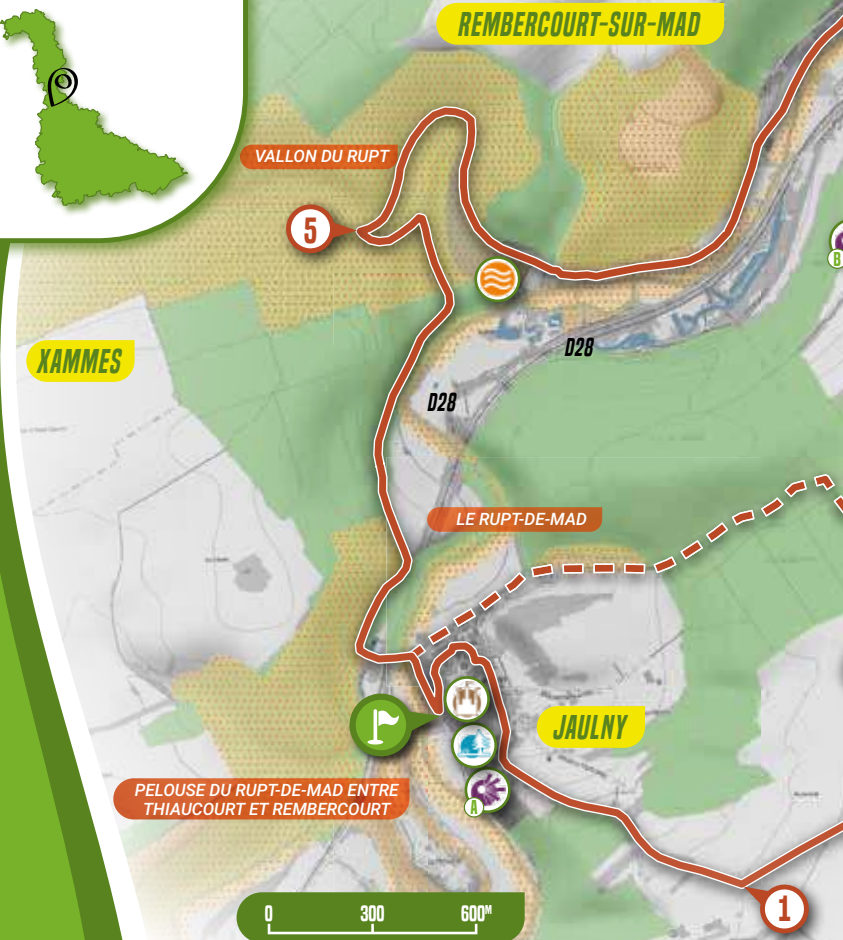 REMBERCOURT-SUR-MAD
VALLON DU RUPT
5
B
D28
XAMMES
D28
LE RUPT-DE-MAD
JAULNY
PELOUSE DU RUPT-DE-MAD ENTRE
THIAUCOURT ET REMBERCOURT
A
1
0 300 600M